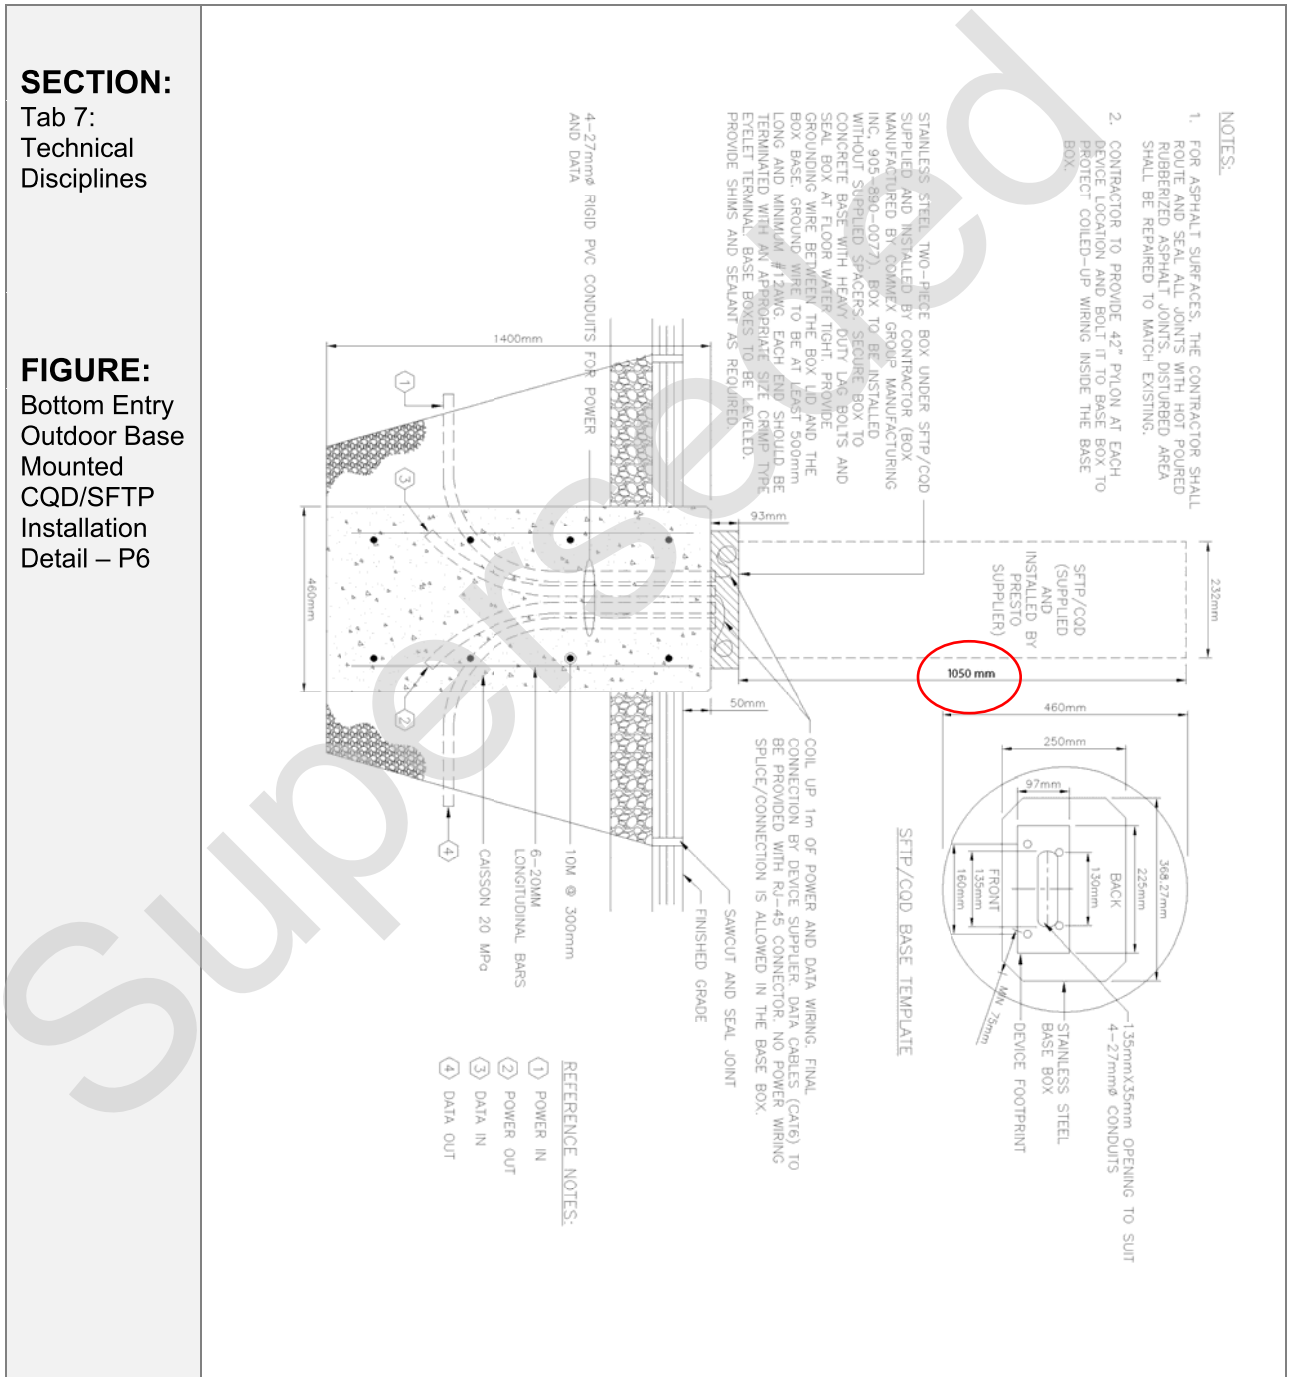 SECTION:
Tab 7:
Technical
Disciplines
FIGURE:
Bottom Entry
Outdoor Base
Mounted
CQD/SFTP
Installation
Detail – P6
Superseded
NOTES:
1. FOR ASPHALT SURFACES, THE CONTRACTOR SHALL
ROUTE AND SEAL ALL JOINTS WITH HOT POURED
RUBBERIZED ASPHALT JOINTS. DISTURBED AREA
SHALL BE REPAIRED TO MATCH EXISTING.
2. CONTRACTOR TO PROVIDE 42" PYLON AT EACH
DEVICE LOCATION AND BOLT IT TO BASE BOX TO
PROTECT COILED-UP WIRING INSIDE THE BASE
BOX.
STAINLESS STEEL TWO-PIECE BOX UNDER SFTP/CQD
SUPPLIED AND INSTALLED BY CONTRACTOR (BOX
MANUFACTURED BY COMMEX GROUP MANUFACTURING
INC, 905-890-0077). BOX TO BE INSTALLED
WITHOUT SUPPLIED SPACERS. SECURE BOX TO
CONCRETE BASE WITH HEAVY DUTY LAG BOLTS AND
SEAL BOX AT FLOOR WATER TIGHT. PROVIDE
GROUNDING WIRE BETWEEN THE BOX LID AND THE
BOX BASE. GROUND WIRE TO BE AT LEAST 500mm
LONG AND MINIMUM #12AWG. EACH END SHOULD BE
TERMINATED WITH AN APPROPRIATE SIZE CRIMP TYPE
EYELET TERMINAL. BASE BOXES TO BE LEVELED.
PROVIDE SHIMS AND SEALANT AS REQUIRED.
4-27mmø RIGID PVC CONDUITS FOR POWER
AND DATA
1400mm
1
3
2
4
460mm
93mm
50mm
SFTP/CQD
(SUPPLIED
AND
INSTALLED BY
PRESTO
SUPPLIER)
232mm
1050 mm
COIL UP 1m OF POWER AND DATA WIRING. FINAL
CONNECTION BY DEVICE SUPPLIER. DATA CABLES (CAT6) TO
BE PROVIDED WITH RJ-45 CONNECTOR. NO POWER WIRING
SPLICE/CONNECTION IS ALLOWED IN THE BASE BOX.
SAWCUT AND SEAL JOINT
FINISHED GRADE
10M @ 300mm
6-20MM
LONGITUDINAL BARS
CAISSON 20 MPa
460mm
250mm
97mm
368.27mm
225mm
130mm
BACK
FRONT
135mm
160mm
MIN 75mm
135mmX35mm OPENING TO SUIT
4-27mmø CONDUITS
STAINLESS STEEL
BASE BOX
DEVICE FOOTPRINT
SFTP/CQD BASE TEMPLATE
REFERENCE NOTES:
1 POWER IN
2 POWER OUT
3 DATA IN
4 DATA OUT